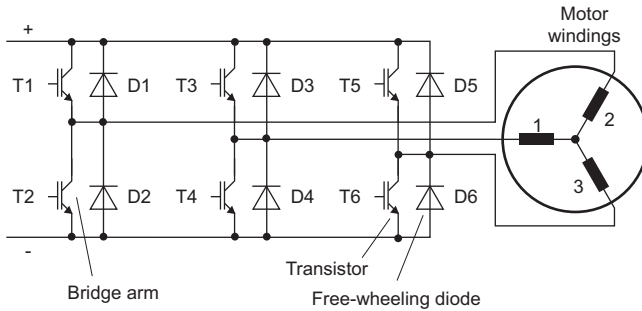 Motor
windings
+
T1 D1 T3 D3 T5 D5
1 2
3
T2 D2 T4 D4 T6 D6
-
Transistor
Bridge arm
Free-wheeling diode